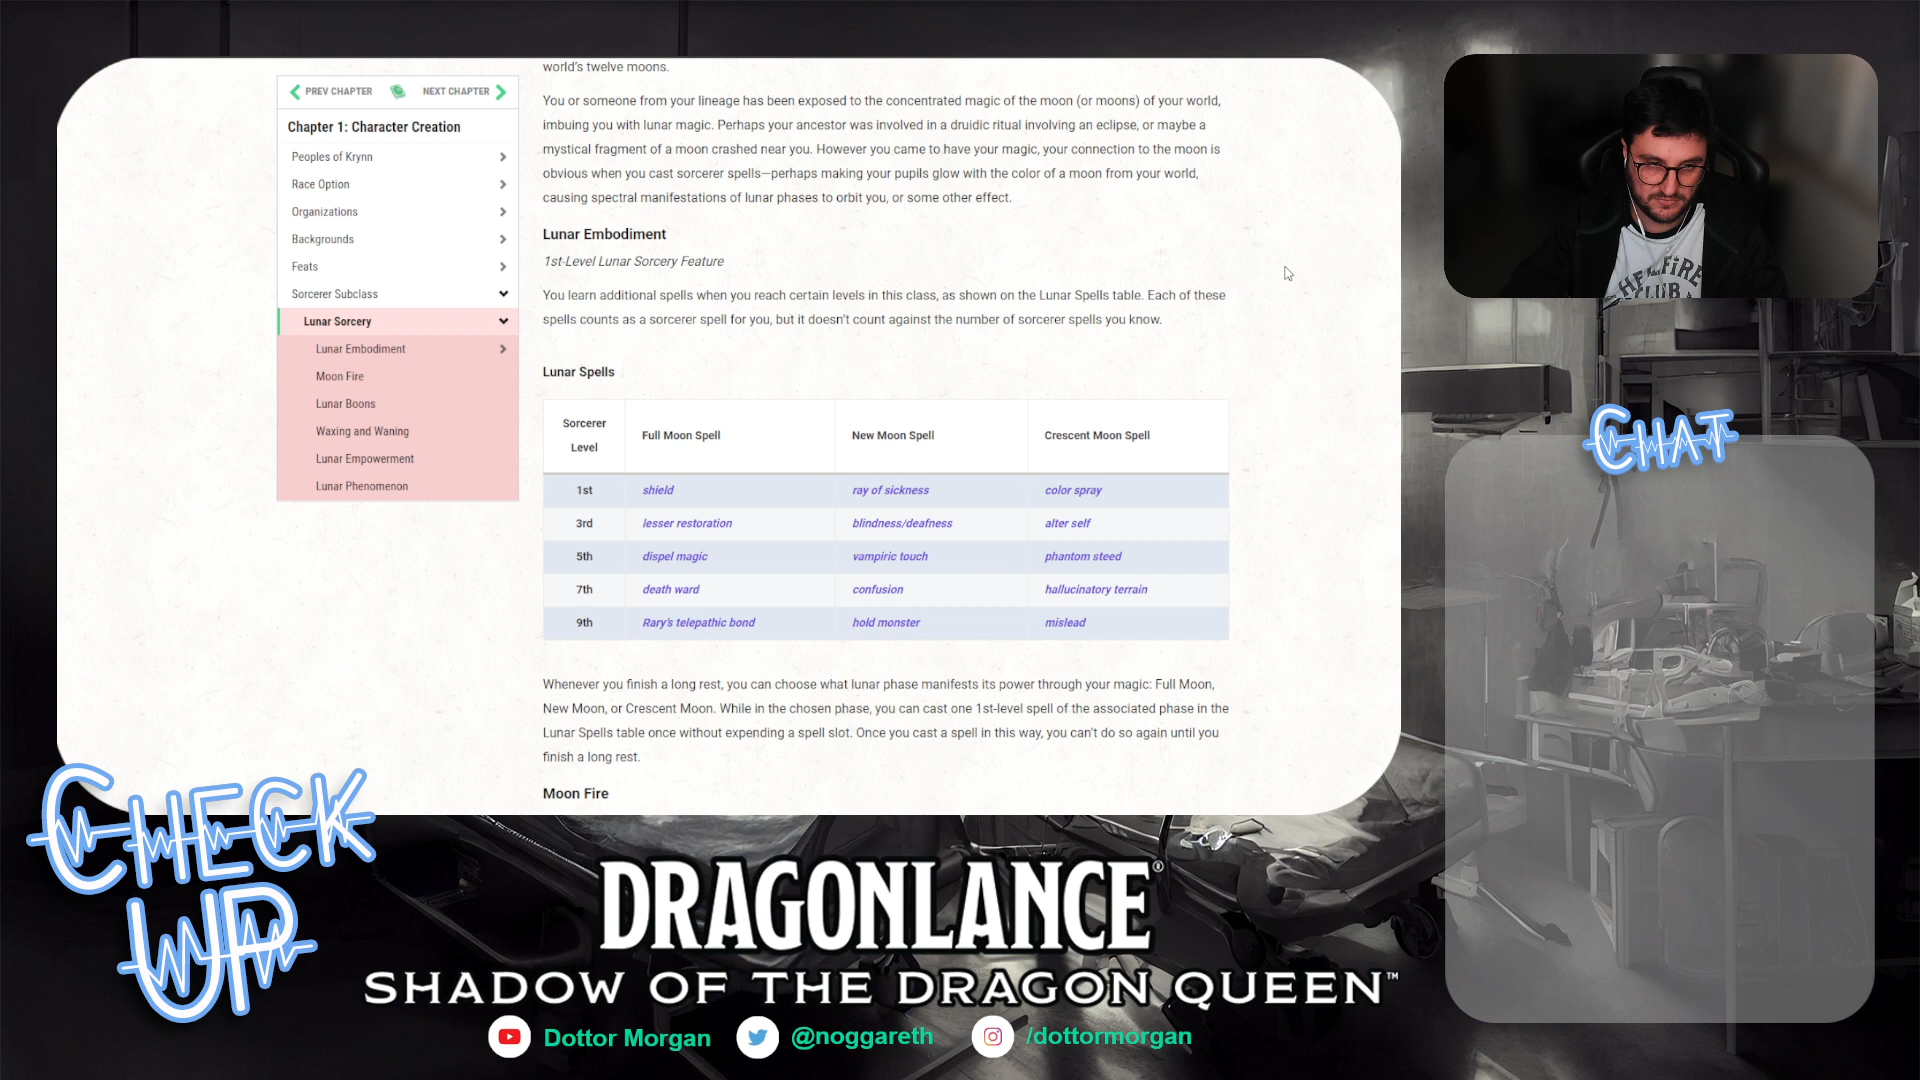 world's twelve moons.
PREV CHAPTER
NEXT CHAPTER
Chapter 1: Character Creation
Peoples of Krynn
Race Option
Organizations
Backgrounds
Feats
Sorcerer Subclass
Lunar Sorcery
Lunar Embodiment
Moon Fire
Lunar Boons
Waxing and Waning
Lunar Empowerment
Lunar Phenomenon
You or someone from your lineage has been exposed to the concentrated magic of the moon (or moons) of your world,
imbuing you with lunar magic. Perhaps your ancestor was involved in a druidic ritual involving an eclipse, or maybe a
mystical fragment of a moon crashed near you. However you came to have your magic, your connection to the moon is
obvious when you cast sorcerer spells—perhaps making your pupils glow with the color of a moon from your world,
causing spectral manifestations of lunar phases to orbit you, or some other effect.
Lunar Embodiment
1st-Level Lunar Sorcery Feature
You learn additional spells when you reach certain levels in this class, as shown on the Lunar Spells table. Each of these
spells counts as a sorcerer spell for you, but it doesn't count against the number of sorcerer spells you know.
Lunar Spells
Sorcerer Level Full Moon Spell New Moon Spell Crescent Moon Spell
1st shield ray of sickness color spray
3rd lesser restoration blindness/deafness alter self
5th dispel magic vampiric touch phantom steed
7th death ward confusion hallucinatory terrain
9th Rary's telepathic bond hold monster mislead
Whenever you finish a long rest, you can choose what lunar phase manifests its power through your magic: Full Moon,
New Moon, or Crescent Moon. While in the chosen phase, you can cast one 1st-level spell of the associated phase in the
Lunar Spells table once without expending a spell slot. Once you cast a spell in this way, you can't do so again until you
finish a long rest.
Moon Fire
HELLFIRE
CLUB
CHAT
CHECK
UP
DRAGONLANCE®
SHADOW OF THE DRAGON QUEEN™
Dottor Morgan
@noggareth
/dottormorgan